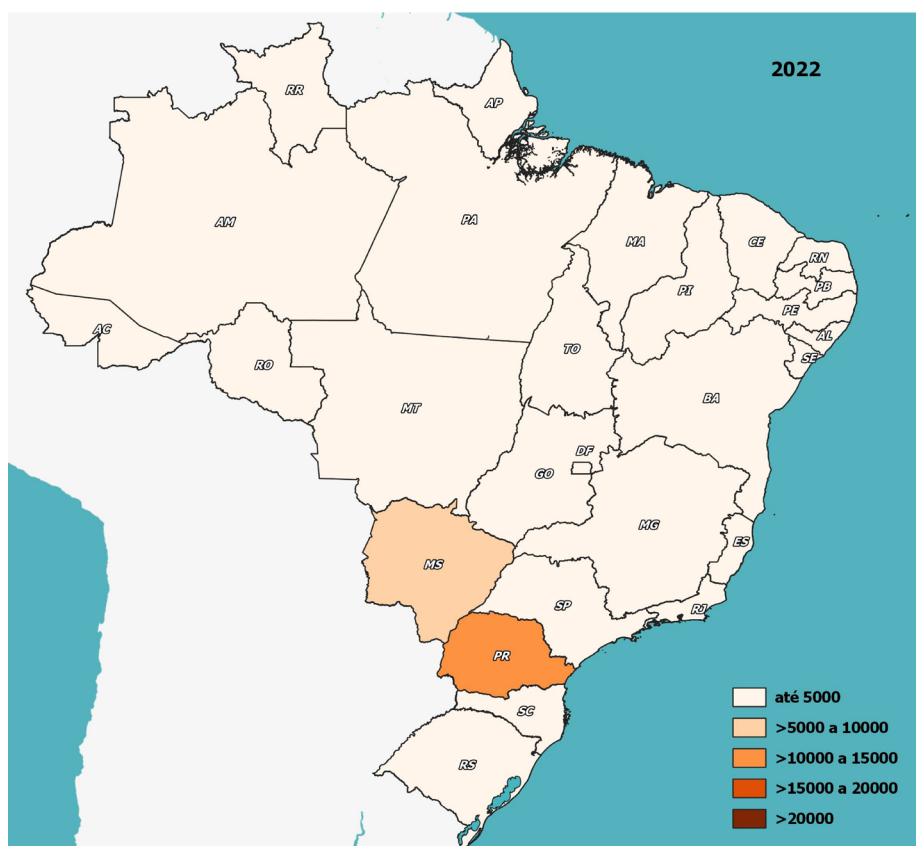 2022
RR
AP
AM
PA
MA
CE
RN
PB
PI
PE
AL
AC
SE
TO
RO
BA
MT
DF
GO
MG
ES
MS
SP
RJ
PR
SC
RS
até 5000
>5000 a 10000
>10000 a 15000
>15000 a 20000
>20000